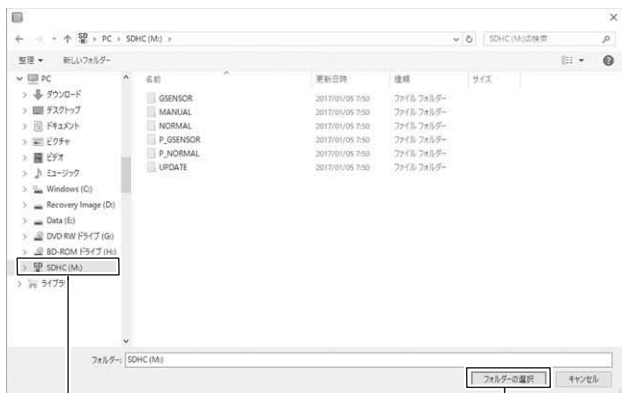 PC › SDHC (M:) ›
SDHC (M:)の検索
整理 新しいフォルダー
PC
ダウンロード
デスクトップ
ドキュメント
ピクチャ
ビデオ
ミュージック
Windows (C:)
Recovery Image (D:)
Data (E:)
DVD RW ドライブ (G:)
BD-ROM ドライブ (H:)
SDHC (M:)
ライブラ
名前 更新日時 種類 サイズ
GSENSOR 2017/01/05 7:50 ファイル フォルダー
MANUAL 2017/01/05 7:50 ファイル フォルダー
NORMAL 2017/01/05 7:50 ファイル フォルダー
P_GSENSOR 2017/01/05 7:50 ファイル フォルダー
P_NORMAL 2017/01/05 7:50 ファイル フォルダー
UPDATE 2017/01/05 7:50 ファイル フォルダー
フォルダー: SDHC (M:)
フォルダーの選択 キャンセル